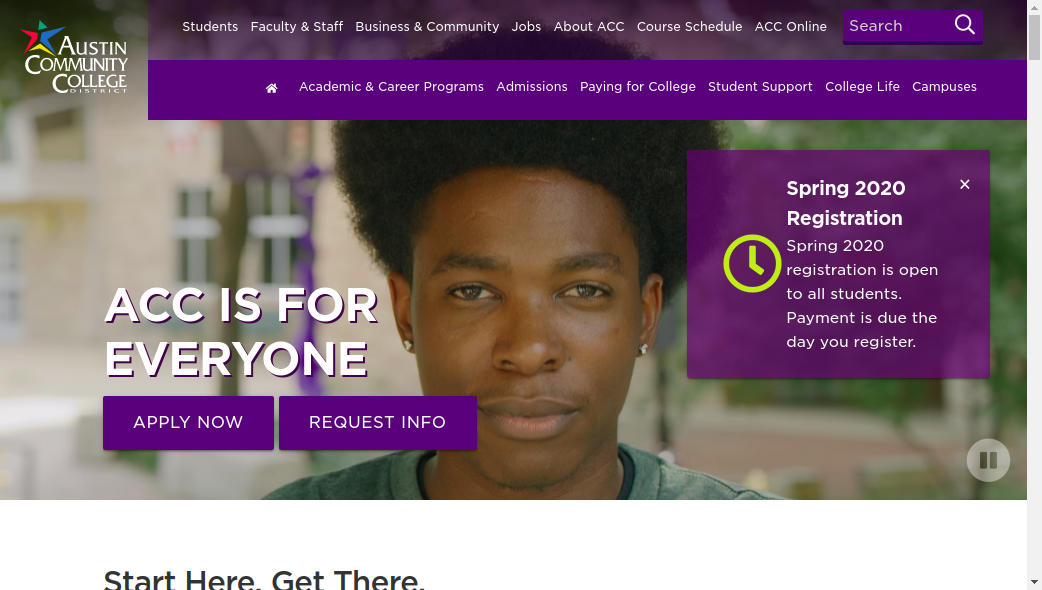 Students Faculty & Staff Business & Community Jobs About ACC Course Schedule ACC Online Search
AUSTIN
COMMUNITY
COLLEGE
DISTRICT
Academic & Career Programs Admissions Paying for College Student Support College Life Campuses
Spring 2020
Registration
Spring 2020
registration is open
to all students.
Payment is due the
day you register.
ACC IS FOR
EVERYONE
APPLY NOW REQUEST INFO
Start Here. Get There.